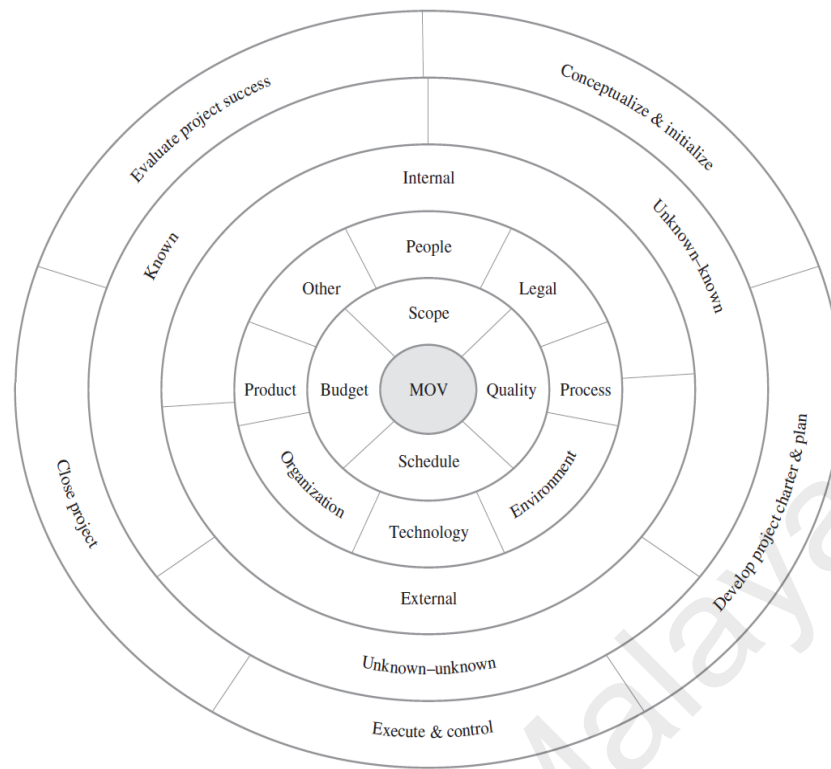 Conceptualize & initialize
Evaluate project success
Internal
Unknown–known
Known
People
Other
Legal
Scope
Product
Budget
MOV
Quality
Process
Schedule
Organization
Environment
Technology
Close project
Develop project charter & plan
External
Unknown–unknown
Execute & control
Malaya